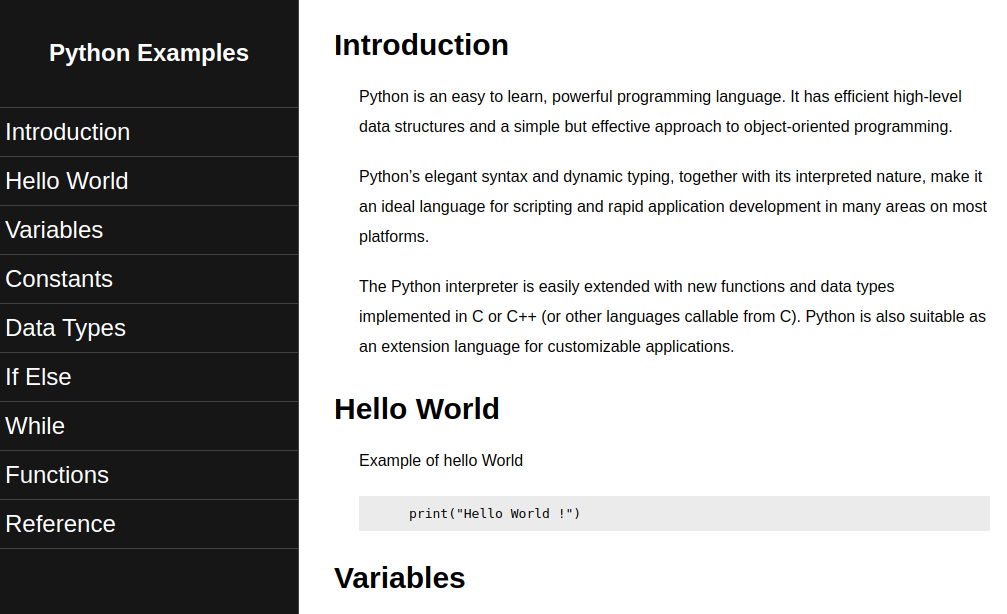 Python Examples
Introduction
Hello World
Variables
Constants
Data Types
If Else
While
Functions
Reference
Introduction
Python is an easy to learn, powerful programming language. It has efficient high-level
data structures and a simple but effective approach to object-oriented programming.
Python’s elegant syntax and dynamic typing, together with its interpreted nature, make it
an ideal language for scripting and rapid application development in many areas on most
platforms.
The Python interpreter is easily extended with new functions and data types
implemented in C or C++ (or other languages callable from C). Python is also suitable as
an extension language for customizable applications.
Hello World
Example of hello World
print("Hello World !")
Variables